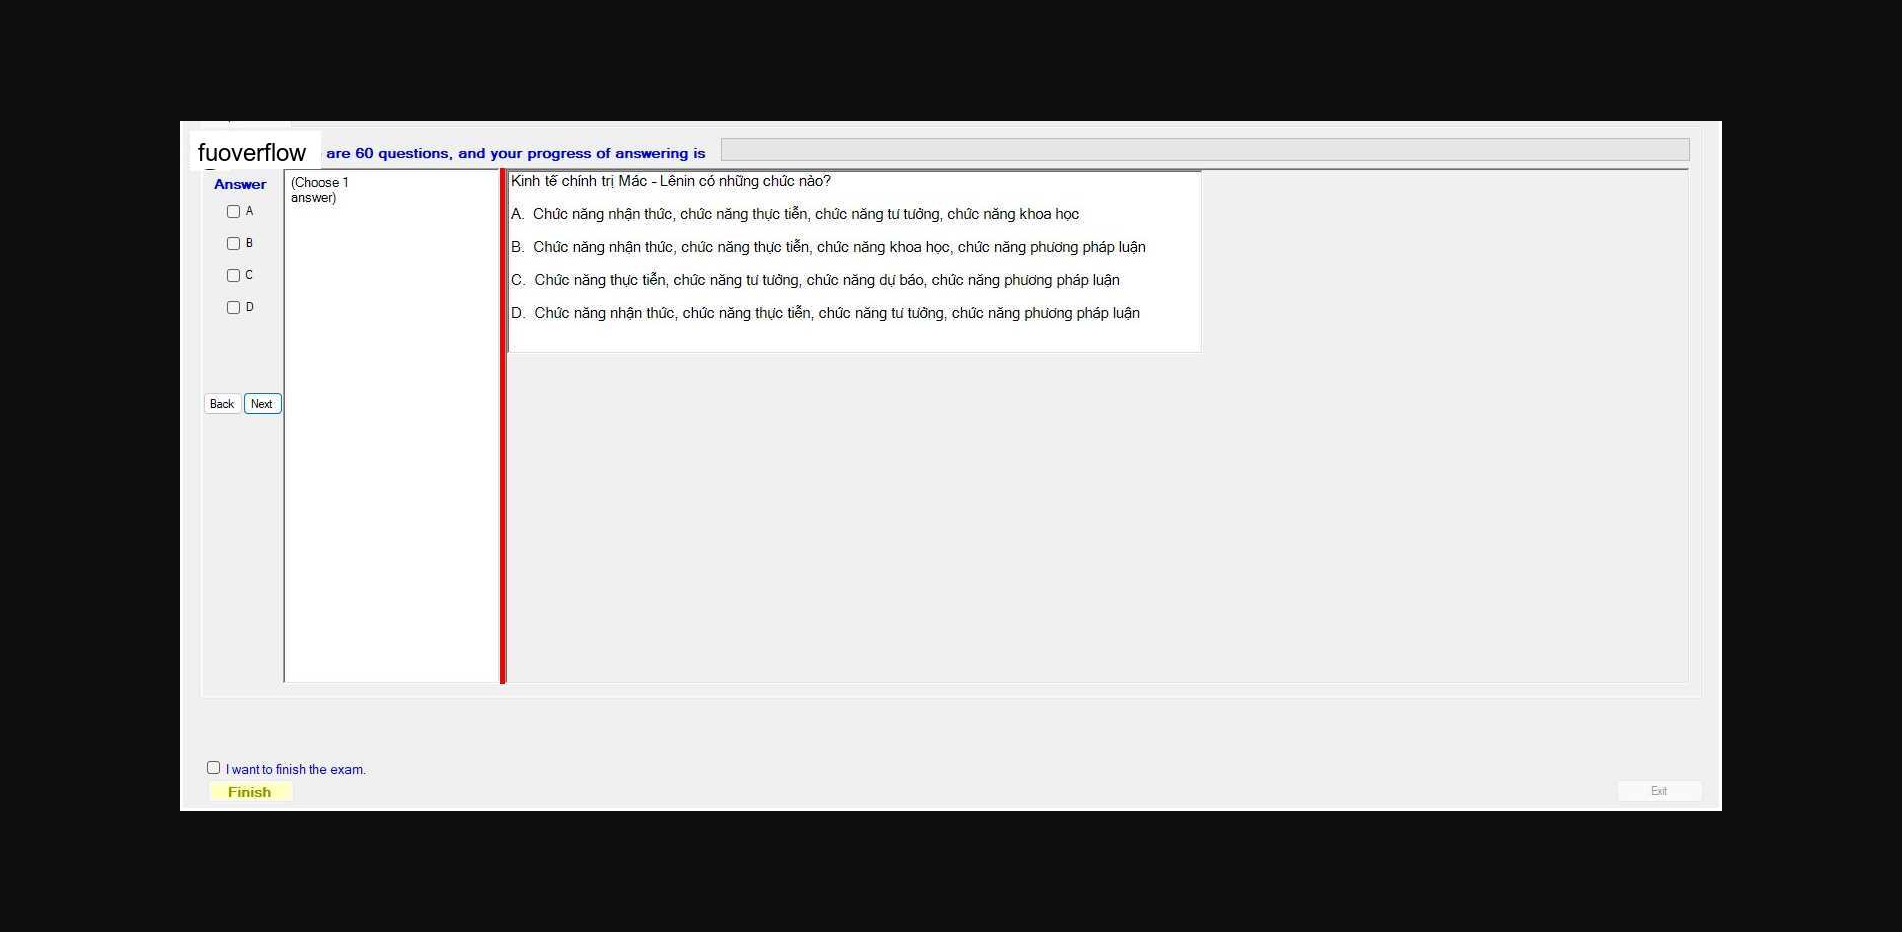 fuoverflow are 60 questions, and your progress of answering is
Answer
(Choose 1
answer)
A
B
C
D
Back Next
Kinh tế chính trị Mác - Lênin có những chức nào?
A. Chức năng nhận thức, chức năng thực tiễn, chức năng tư tưởng, chức năng khoa học
B. Chức năng nhận thức, chức năng thực tiễn, chức năng khoa học, chức năng phương pháp luận
C. Chức năng thực tiễn, chức năng tư tưởng, chức năng dự báo, chức năng phương pháp luận
D. Chức năng nhận thức, chức năng thực tiễn, chức năng tư tưởng, chức năng phương pháp luận
I want to finish the exam.
Finish
Exit